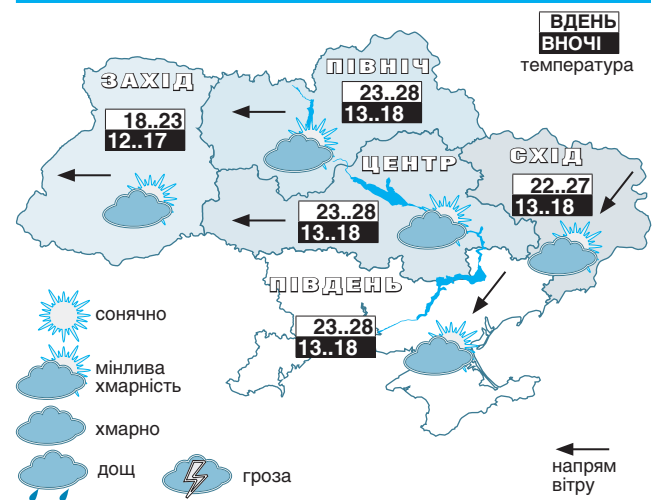 ВДЕНЬ
ВНОЧІ
температура
ПІВНІЧ
23..28
13..18
ЗАХІД
18..23
12..17
ЦЕНТР
23..28
13..18
СХІД
22..27
13..18
ПІВДЕНЬ
23..28
13..18
сонячно
мінлива
хмарність
хмарно
дощ
гроза
напрям
вітру